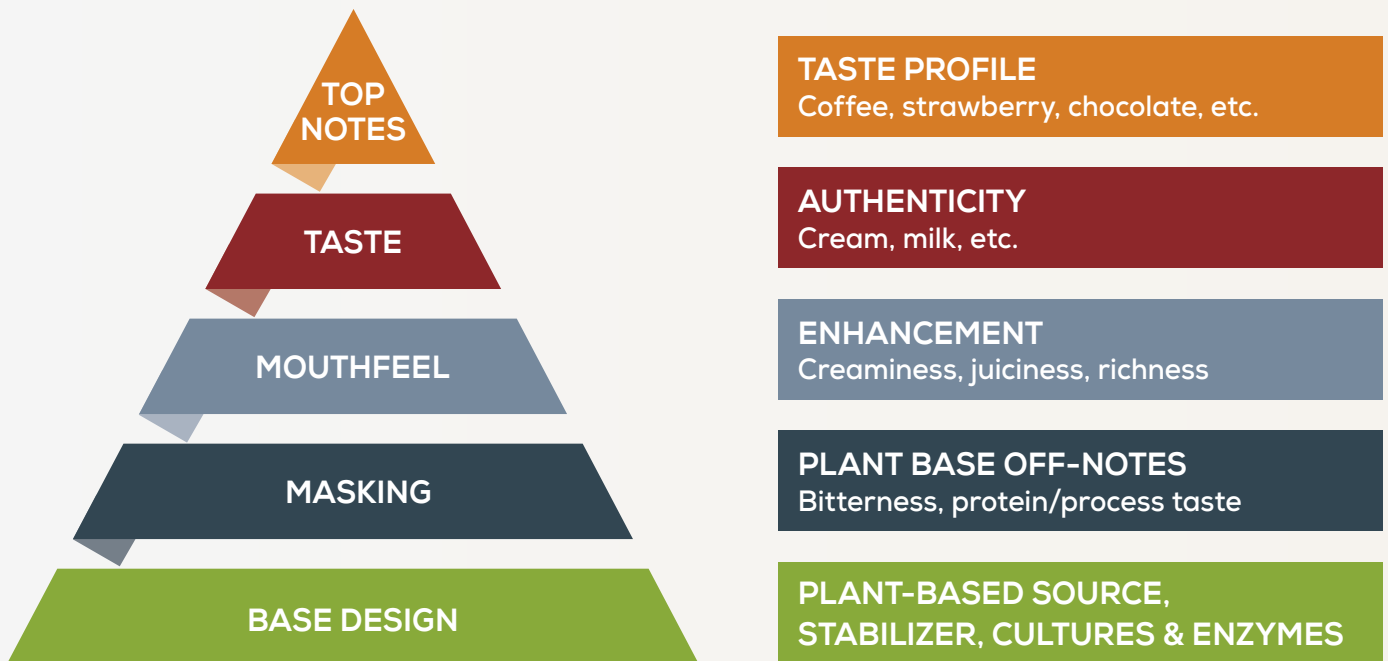 TOP
NOTES
TASTE PROFILE
Coffee, strawberry, chocolate, etc.
TASTE
AUTHENTICITY
Cream, milk, etc.
MOUTHFEEL
ENHANCEMENT
Creaminess, juiciness, richness
MASKING
PLANT BASE OFF-NOTES
Bitterness, protein/process taste
BASE DESIGN
PLANT-BASED SOURCE,
STABILIZER, CULTURES & ENZYMES